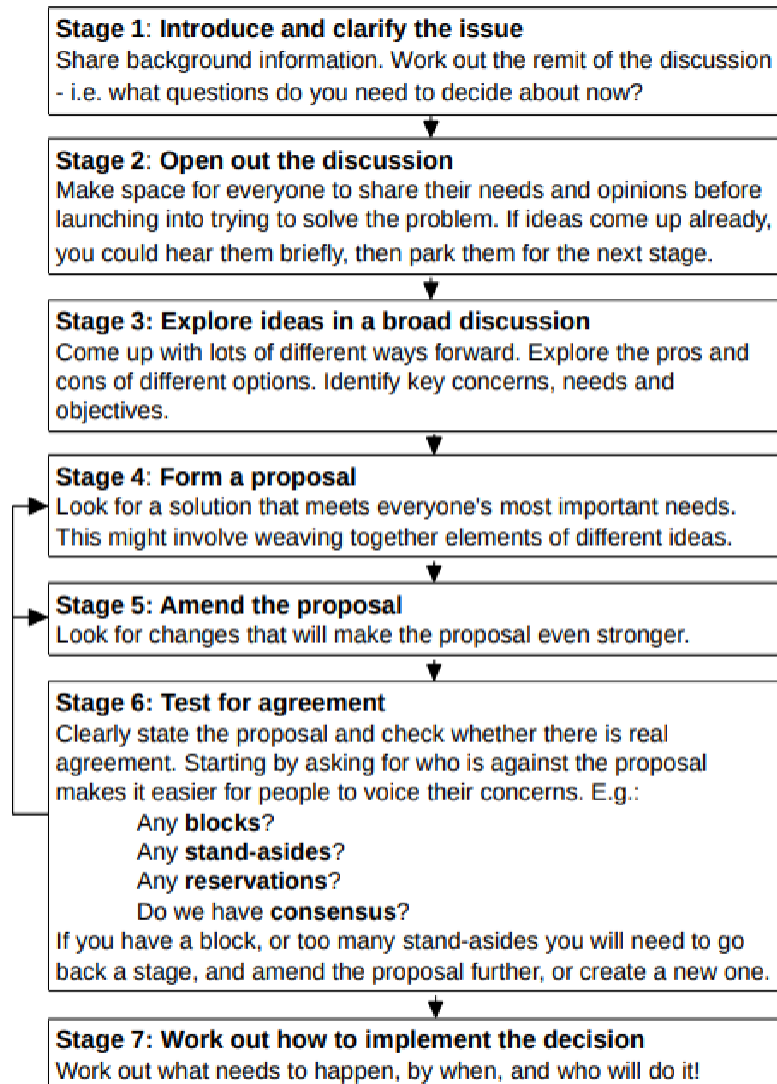 Stage 1: Introduce and clarify the issue
Share background information. Work out the remit of the discussion
- i.e. what questions do you need to decide about now?
Stage 2: Open out the discussion
Make space for everyone to share their needs and opinions before
launching into trying to solve the problem. If ideas come up already,
you could hear them briefly, then park them for the next stage.
Stage 3: Explore ideas in a broad discussion
Come up with lots of different ways forward. Explore the pros and
cons of different options. Identify key concerns, needs and
objectives.
Stage 4: Form a proposal
Look for a solution that meets everyone's most important needs.
This might involve weaving together elements of different ideas.
Stage 5: Amend the proposal
Look for changes that will make the proposal even stronger.
Stage 6: Test for agreement
Clearly state the proposal and check whether there is real
agreement. Starting by asking for who is against the proposal
makes it easier for people to voice their concerns. E.g.:
Any blocks?
Any stand-asides?
Any reservations?
Do we have consensus?
If you have a block, or too many stand-asides you will need to go
back a stage, and amend the proposal further, or create a new one.
Stage 7: Work out how to implement the decision
Work out what needs to happen, by when, and who will do it!